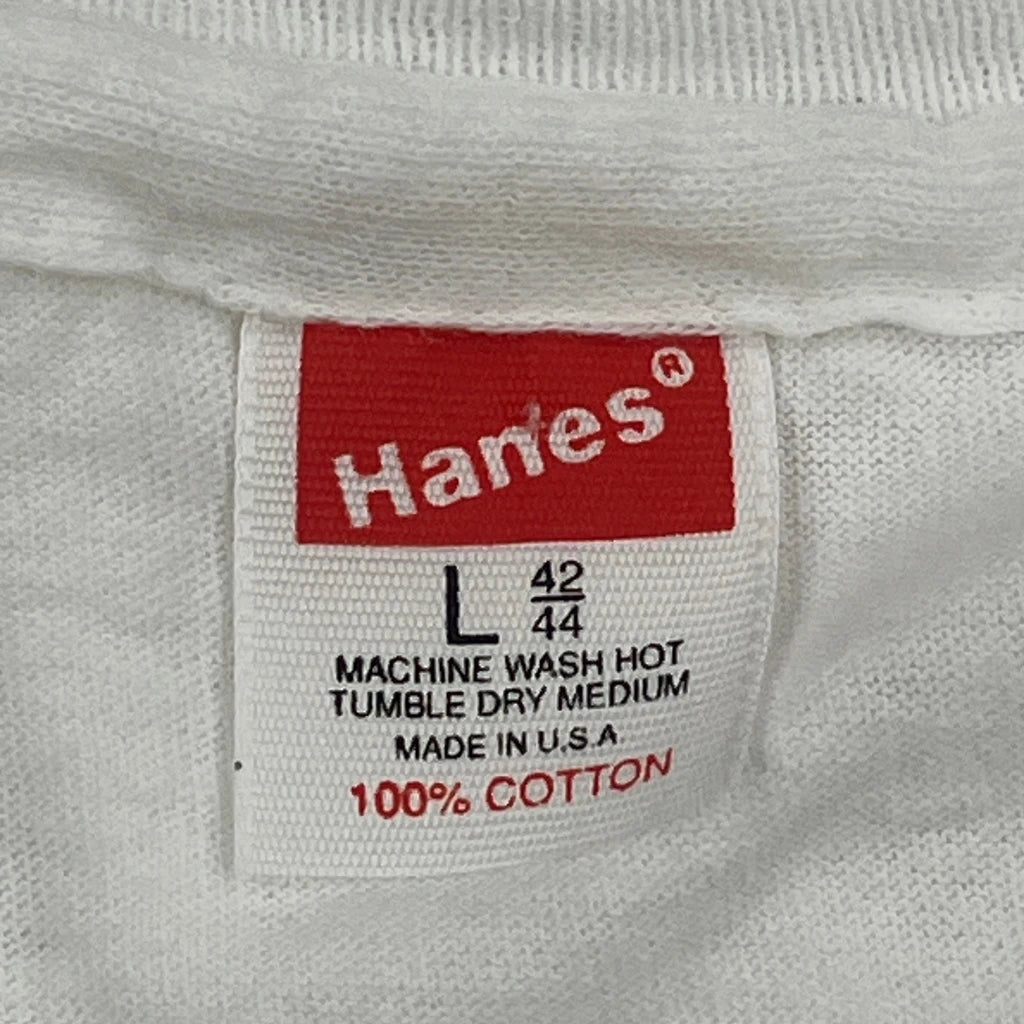 Hanes®
L 42/44
MACHINE WASH HOT
TUMBLE DRY MEDIUM
MADE IN U.S.A
100% COTTON